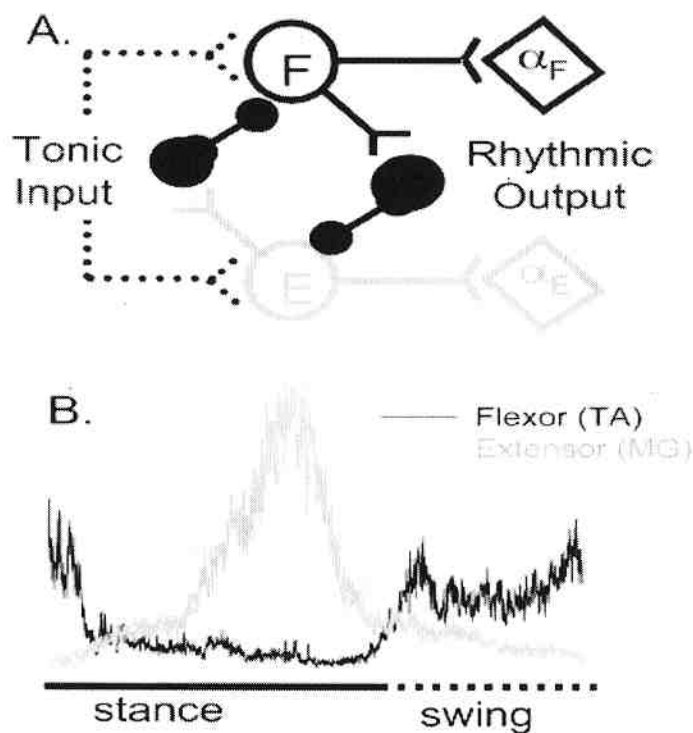 A.
F
αF
Tonic
Input
Rhythmic
Output
E
αE
B.
Flexor (TA)
Extensor (MG)
stance
swing